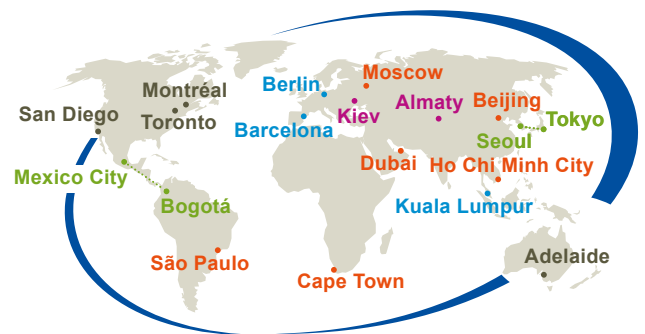 Moscow
Berlin
Montréal
Almaty
Beijing
San Diego
Kiev
Tokyo
Toronto
Barcelona
Seoul
Dubai
Ho Chi Minh City
Mexico City
Bogotá
Kuala Lumpur
Adelaide
São Paulo
Cape Town